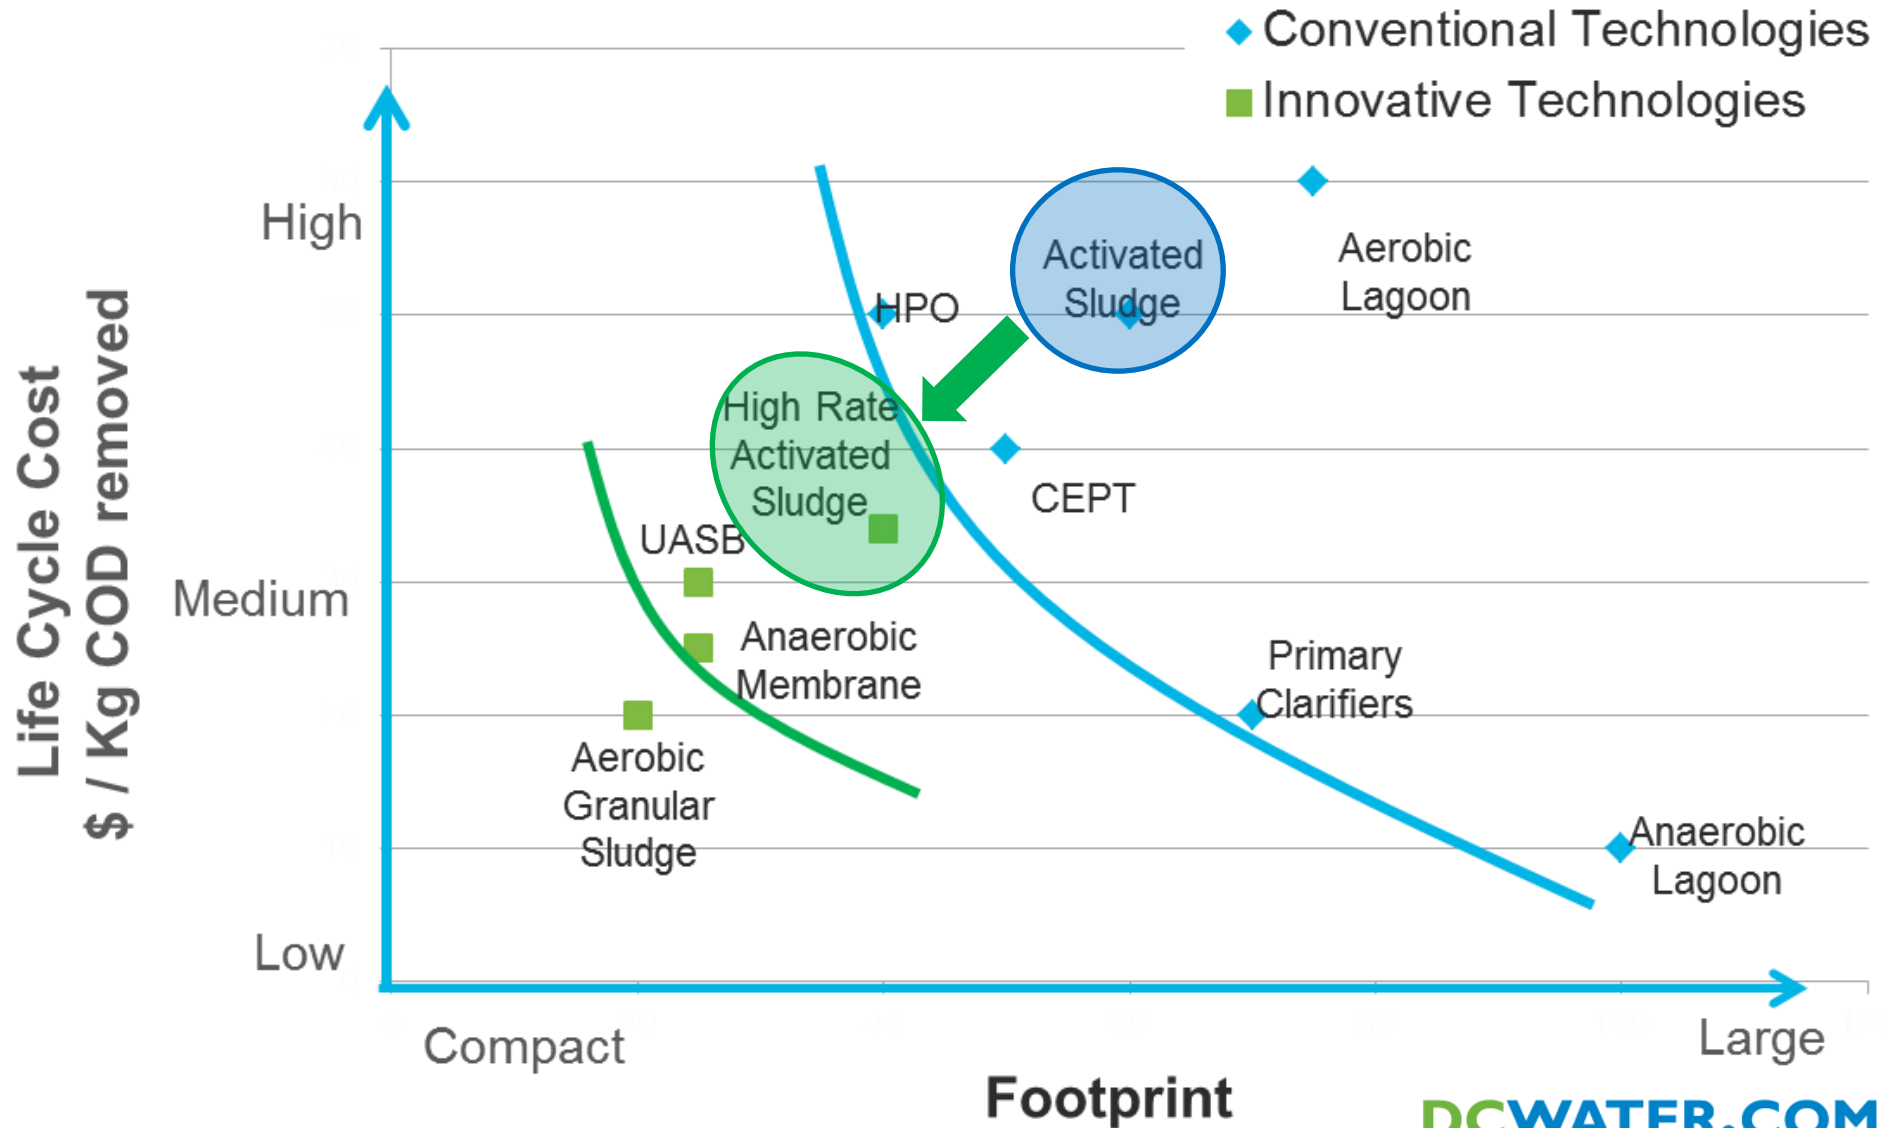 Conventional Technologies
Innovative Technologies
High
Medium
Low
Life Cycle Cost
$ / Kg COD removed
Activated
Sludge
Aerobic
Lagoon
HPO
High Rate
Activated
Sludge
CEPT
UASB
Anaerobic
Membrane
Primary
Clarifiers
Aerobic
Granular
Sludge
Anaerobic
Lagoon
Compact
Large
Footprint
DCWATER.COM